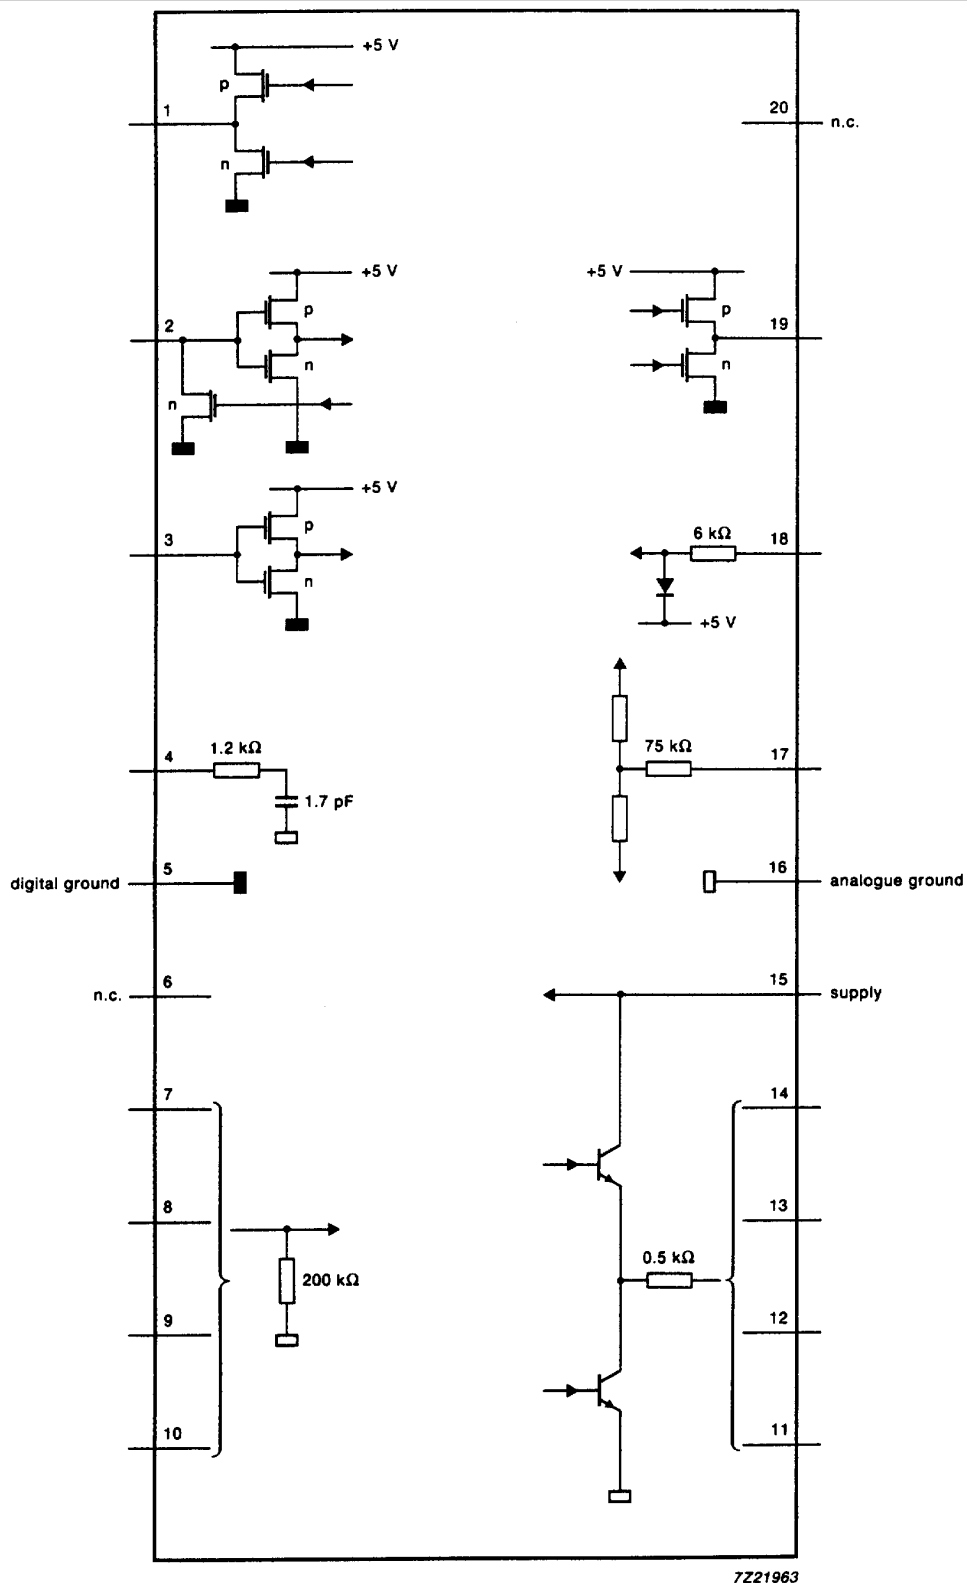 +5 V
p
1
n
20
n.c.
+5 V
p
2
n
n
+5 V
p
19
n
+5 V
p
3
n
6 kΩ
18
+5 V
4
1.2 kΩ
1.7 pF
75 kΩ
17
digital ground
5
16
analogue ground
n.c.
6
15
supply
7
14
8
13
200 kΩ
0.5 kΩ
9
12
10
11
7Z21963